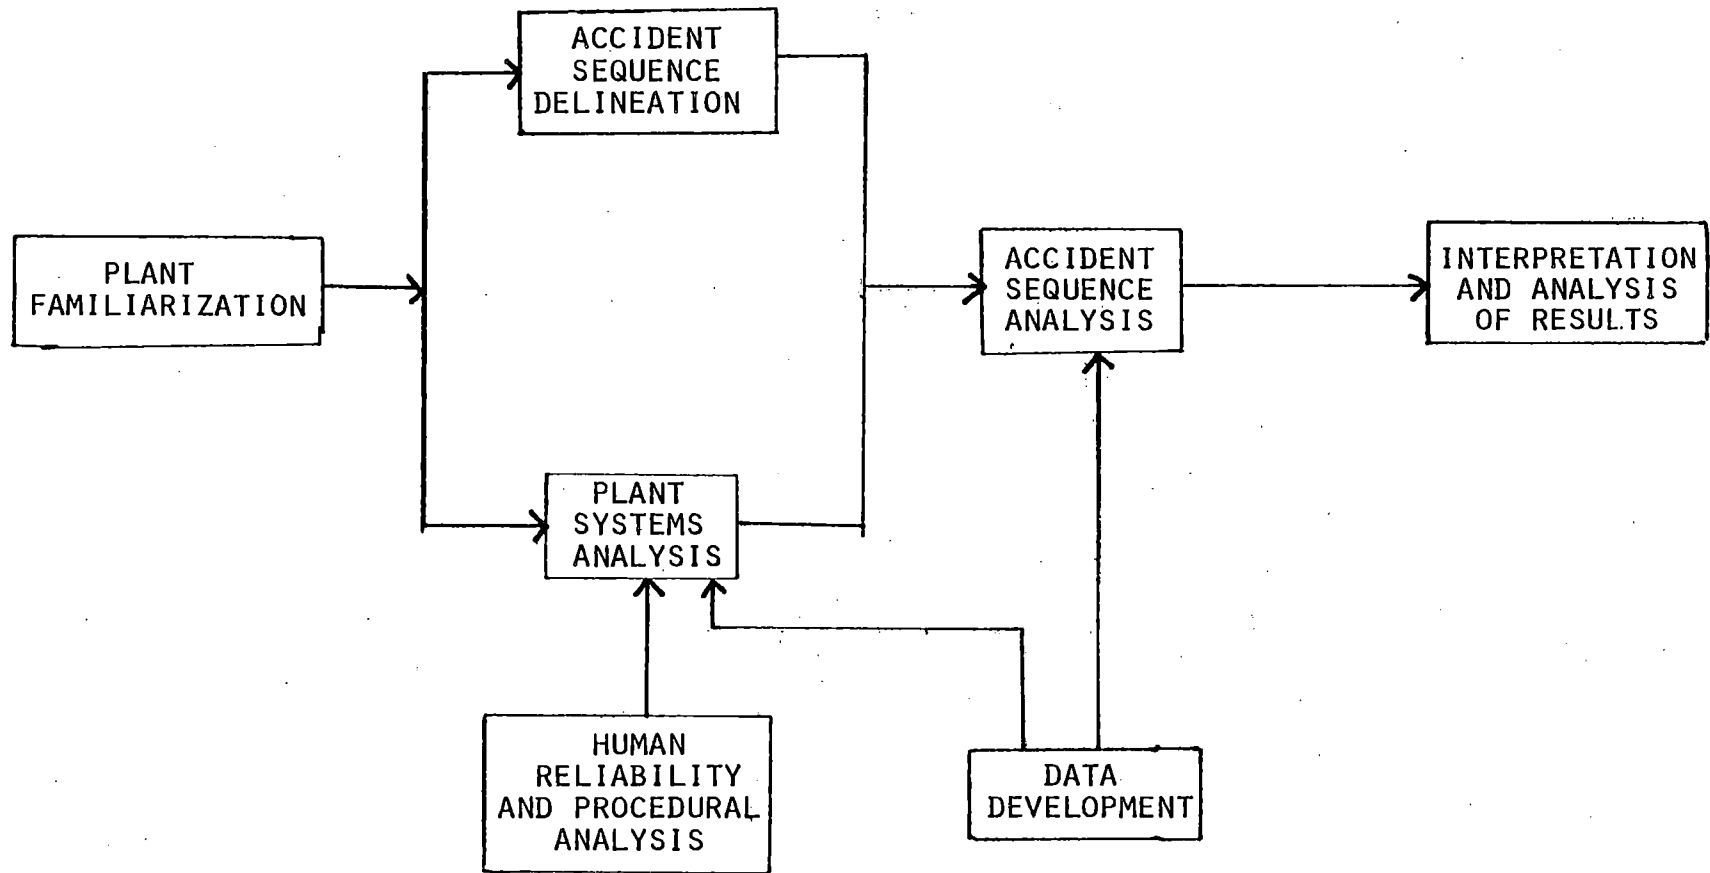 ACCIDENT
SEQUENCE
DELINEATION
PLANT
FAMILIARIZATION
ACCIDENT
SEQUENCE
ANALYSIS
INTERPRETATION
AND ANALYSIS
OF RESULTS
PLANT
SYSTEMS
ANALYSIS
HUMAN
RELIABILITY
AND PROCEDURAL
ANALYSIS
DATA
DEVELOPMENT